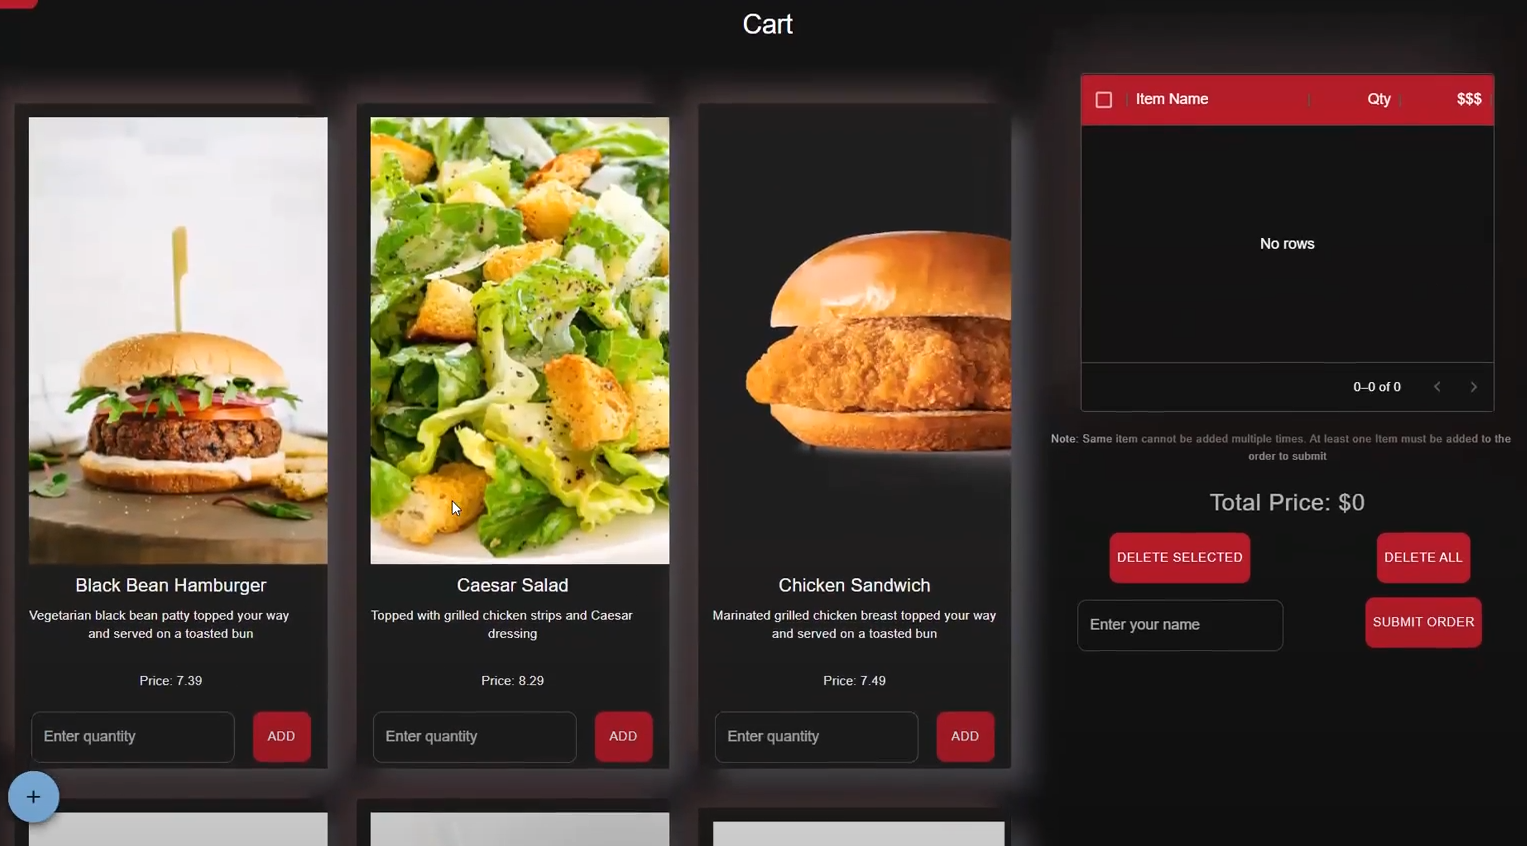 Cart
Black Bean Hamburger
Vegetarian black bean patty topped your way
and served on a toasted bun
Price: 7.39
Enter quantity
ADD
Caesar Salad
Topped with grilled chicken strips and Caesar
dressing
Price: 8.29
Enter quantity
ADD
Chicken Sandwich
Marinated grilled chicken breast topped your way
and served on a toasted bun
Price: 7.49
Enter quantity
ADD
+
Item Name Qty $$$
No rows
0–0 of 0
Note: Same item cannot be added multiple times. At least one Item must be added to the
order to submit
Total Price: $0
DELETE SELECTED
DELETE ALL
Enter your name
SUBMIT ORDER